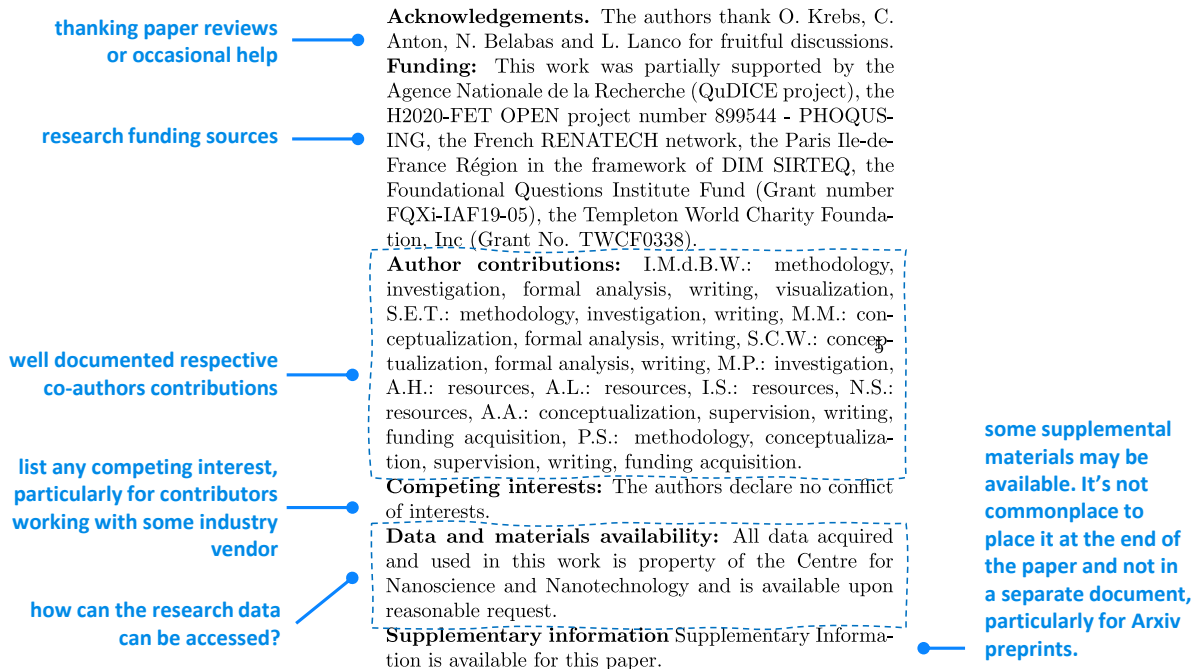 thanking paper reviews
or occasional help
research funding sources
well documented respective
co-authors contributions
list any competing interest,
particularly for contributors
working with some industry
vendor
how can the research data
can be accessed?
Acknowledgements. The authors thank O. Krebs, C.
Anton, N. Belabas and L. Lanco for fruitful discussions.
Funding: This work was partially supported by the
Agence Nationale de la Recherche (QuDICE project), the
H2020-FET OPEN project number 899544 - PHOQUS-
ING, the French RENATECH network, the Paris Ile-de-
France Région in the framework of DIM SIRTEQ, the
Foundational Questions Institute Fund (Grant number
FQXi-IAF19-05), the Templeton World Charity Founda-
tion, Inc (Grant No. TWCF0338).
Author contributions: I.M.d.B.W.: methodology,
investigation, formal analysis, writing, visualization,
S.E.T.: methodology, investigation, writing, M.M.: con-
ceptualization, formal analysis, writing, S.C.W.: concep-
tualization, formal analysis, writing, M.P.: investigation,
A.H.: resources, A.L.: resources, I.S.: resources, N.S.:
resources, A.A.: conceptualization, supervision, writing,
funding acquisition, P.S.: methodology, conceptualiza-
tion, supervision, writing, funding acquisition.
Competing interests: The authors declare no conflict
of interests.
Data and materials availability: All data acquired
and used in this work is property of the Centre for
Nanoscience and Nanotechnology and is available upon
reasonable request.
Supplementary information Supplementary Informa-
tion is available for this paper.
some supplemental
materials may be
available. It's not
commonplace to
place it at the end of
the paper and not in
a separate document,
particularly for Arxiv
preprints.